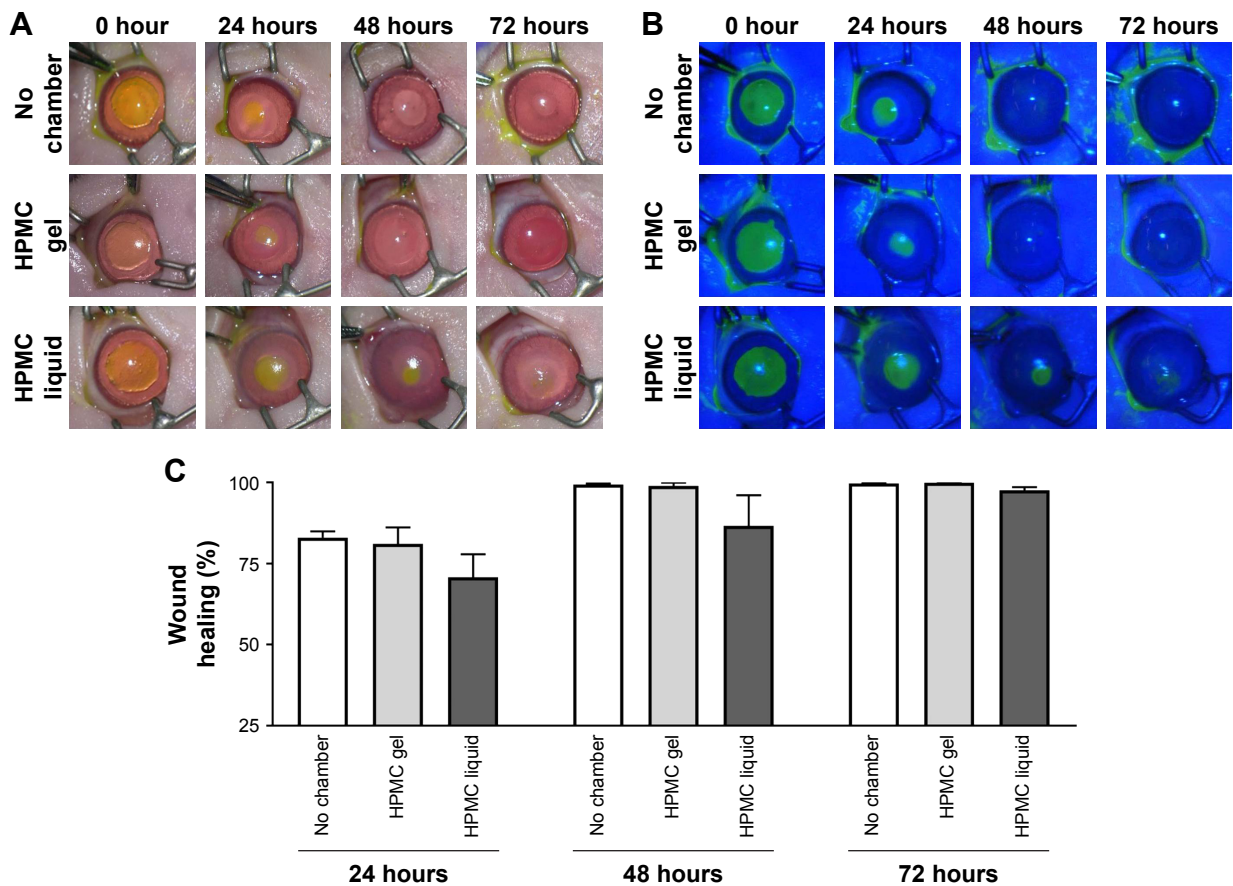 A
0 hour 24 hours 48 hours 72 hours
No
chamber
HPMC
gel
HPMC
liquid
B
0 hour 24 hours 48 hours 72 hours
No
chamber
HPMC
gel
HPMC
liquid
C
Wound
healing (%)
100
75
50
25
No chamber HPMC gel HPMC liquid No chamber HPMC gel HPMC liquid No chamber HPMC gel HPMC liquid
24 hours 48 hours 72 hours